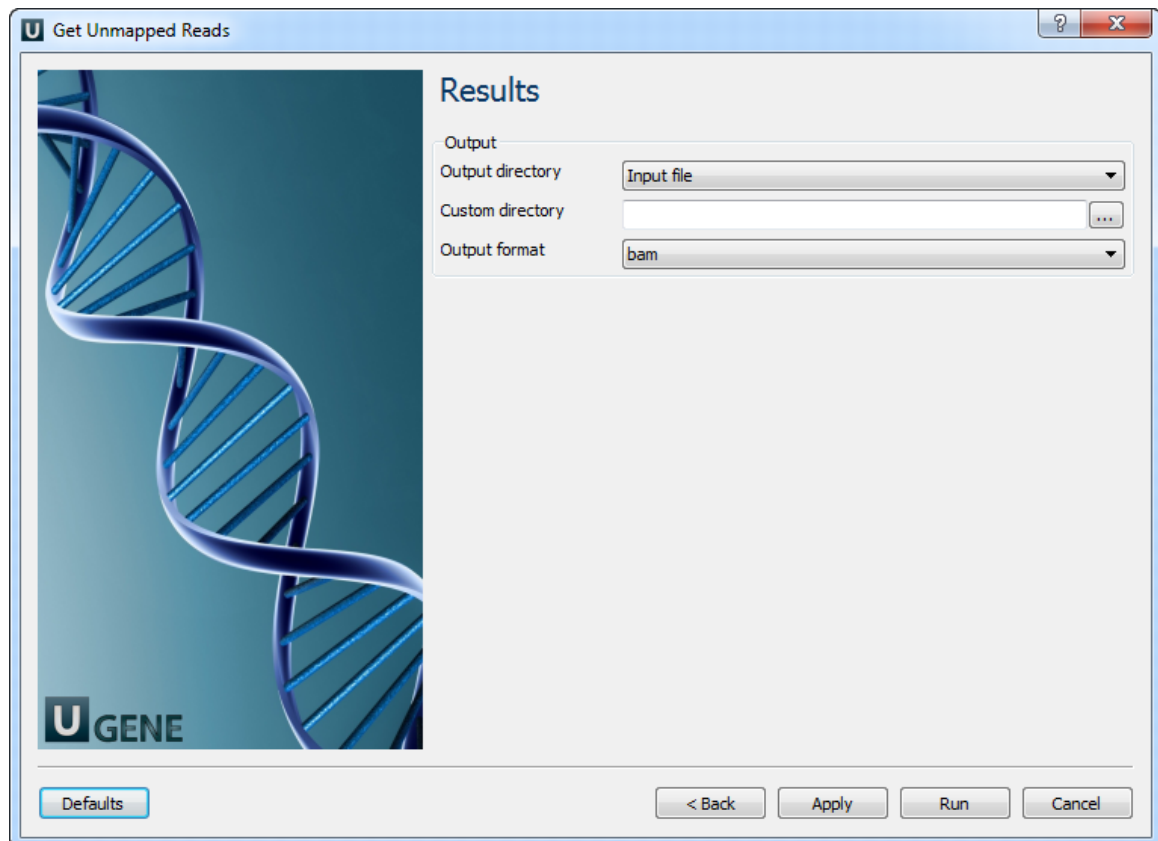 U Get Unmapped Reads
Results
Output
Output directory Input file
Custom directory ...
Output format bam
U GENE
Defaults < Back Apply Run Cancel